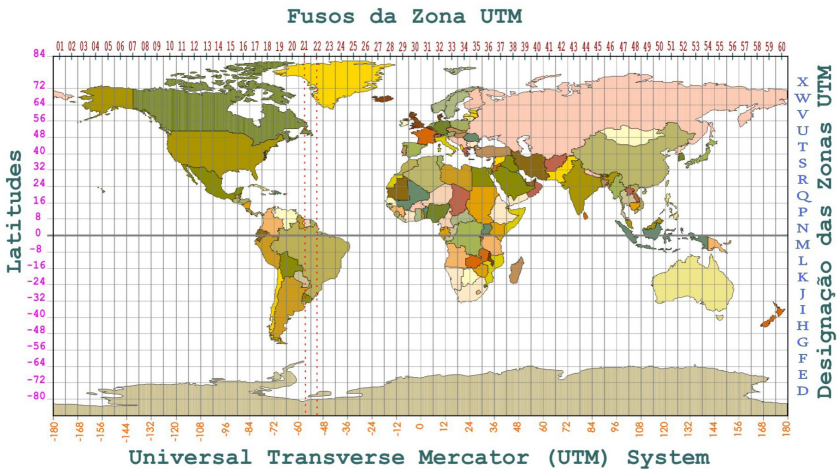 Fusos da Zona UTM
01 02 03 04 05 06 07 09 10 11 12 13 14 15 16 17 18 19 20 21 22 23 24 25 26 27 28 29 30 31 32 33 34 35 36 37 38 39 40 41 42 43 44 45 46 47 48 49 50 51 52 53 54 55 56 57 58 59 60
84
72
64
56
48
40
32
24
16
8
0
-8
-16
-24
-32
-40
-48
-56
-64
-72
-80
Latitudes
X
W
V
U
T
S
R
Q
P
N
M
L
K
J
I
H
G
F
E
D
Designação das Zonas UTM
-180 -168 -156 -144 -132 -120 -108 -96 -84 -72 -60 -48 -36 -24 -12 0 12 24 36 48 60 72 84 92 108 120 132 144 156 168 180
Universal Transverse Mercator (UTM) System